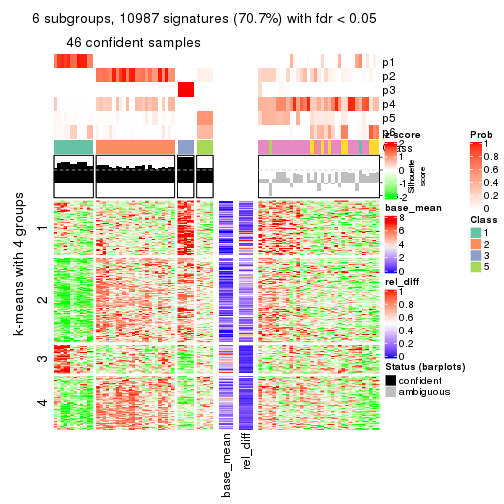 6 subgroups, 10987 signatures (70.7%) with fdr < 0.05
46 confident samples
p1
p2
p3
p4
p5
p6
Class
z-score
2
1
0
-1
-2
Silhouette
score
k-means with 4 groups
1
2
3
4
base_mean
rel_diff
base_mean
8
6
4
2
0
rel_diff
1
0.8
0.6
0.4
0.2
0
Status (barplots)
confident
ambiguous
Prob
1
0.8
0.6
0.4
0.2
0
Class
1
2
3
5